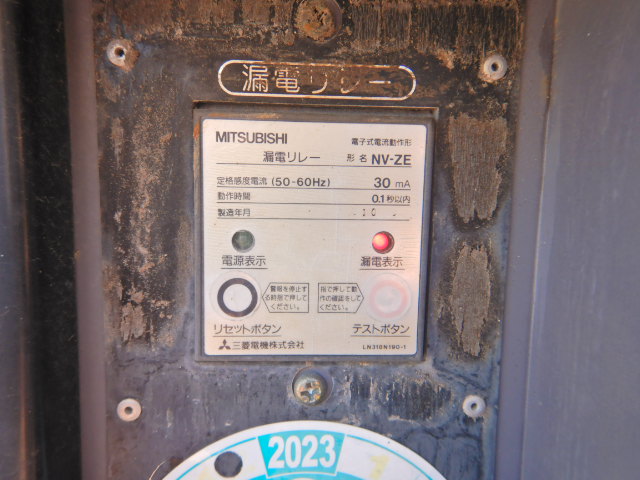 漏電リレー
MITSUBISHI
電子式電流動作形
漏電リレー 形名 NV-ZE
定格感度電流 (50-60Hz) 30 mA
動作時間 0.1秒以内
製造年月
電源表示 漏電表示
警報を停止す
る時指で押して
ください。
指で押して動
作の確認をして
ください。
リセットボタン テストボタン
三菱電機株式会社 LN318N190-1
2023